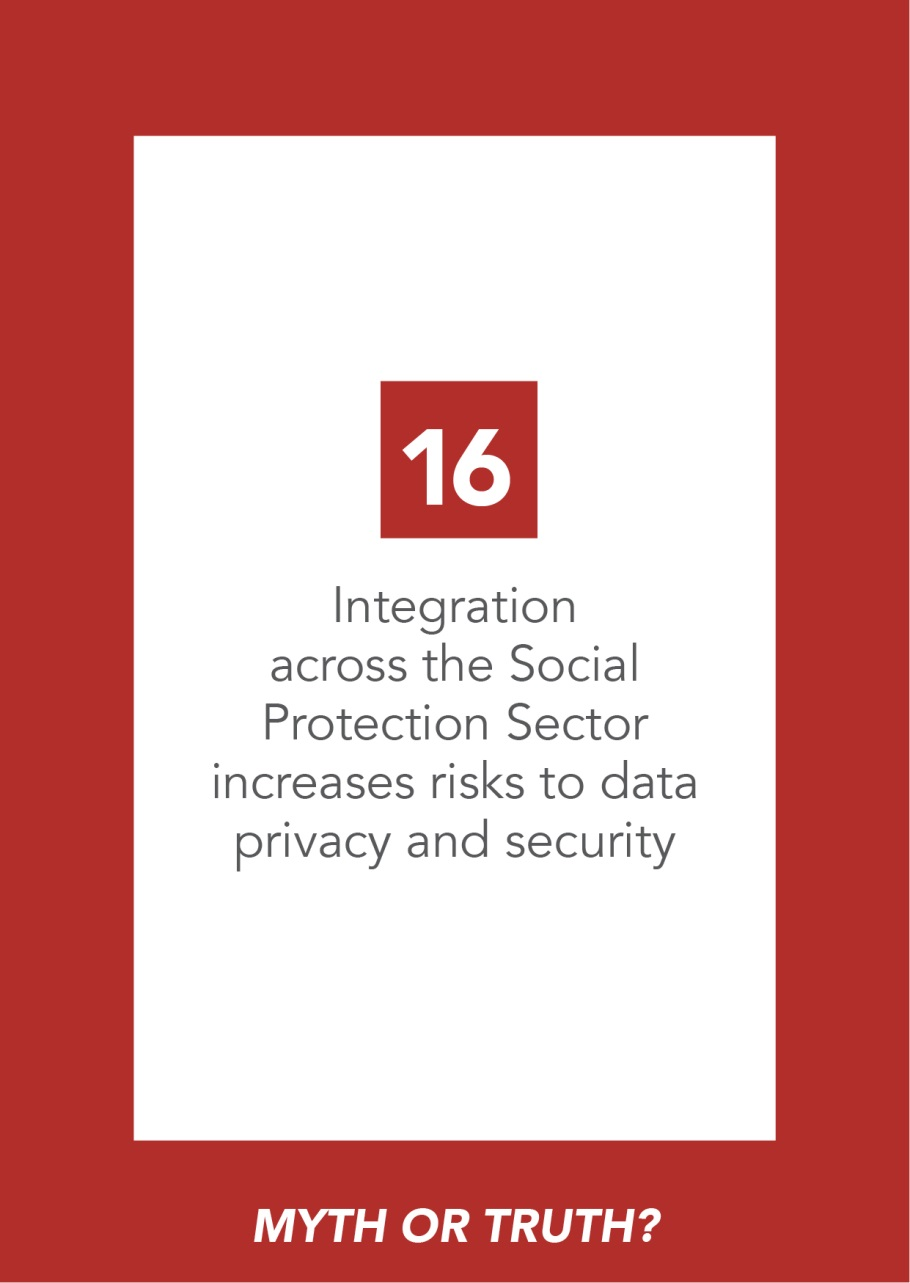 16
Integration
across the Social
Protection Sector
increases risks to data
privacy and security
MYTH OR TRUTH?